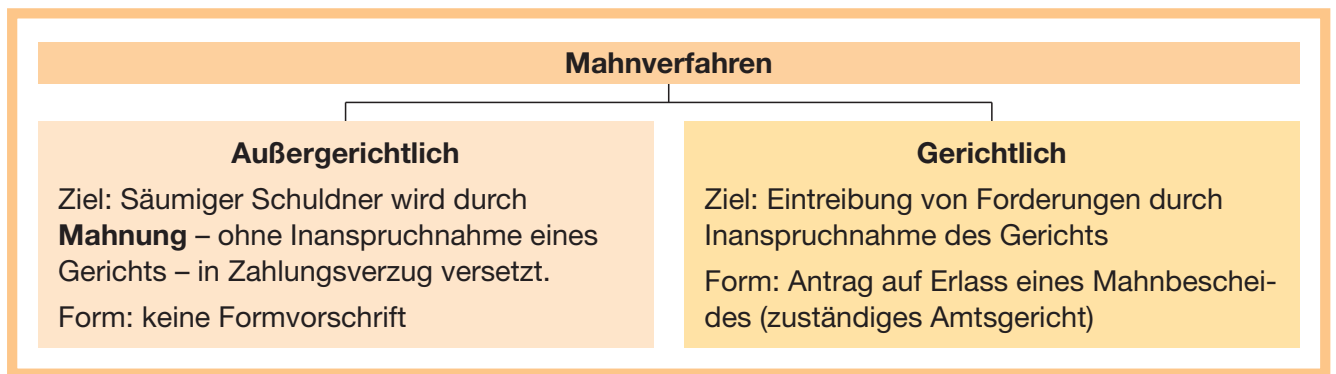 Mahnverfahren
Außergerichtlich
Ziel: Säumiger Schuldner wird durch
Mahnung – ohne Inanspruchnahme eines
Gerichts – in Zahlungsverzug versetzt.
Form: keine Formvorschrift
Gerichtlich
Ziel: Eintreibung von Forderungen durch
Inanspruchnahme des Gerichts
Form: Antrag auf Erlass eines Mahnbeschei-
des (zuständiges Amtsgericht)